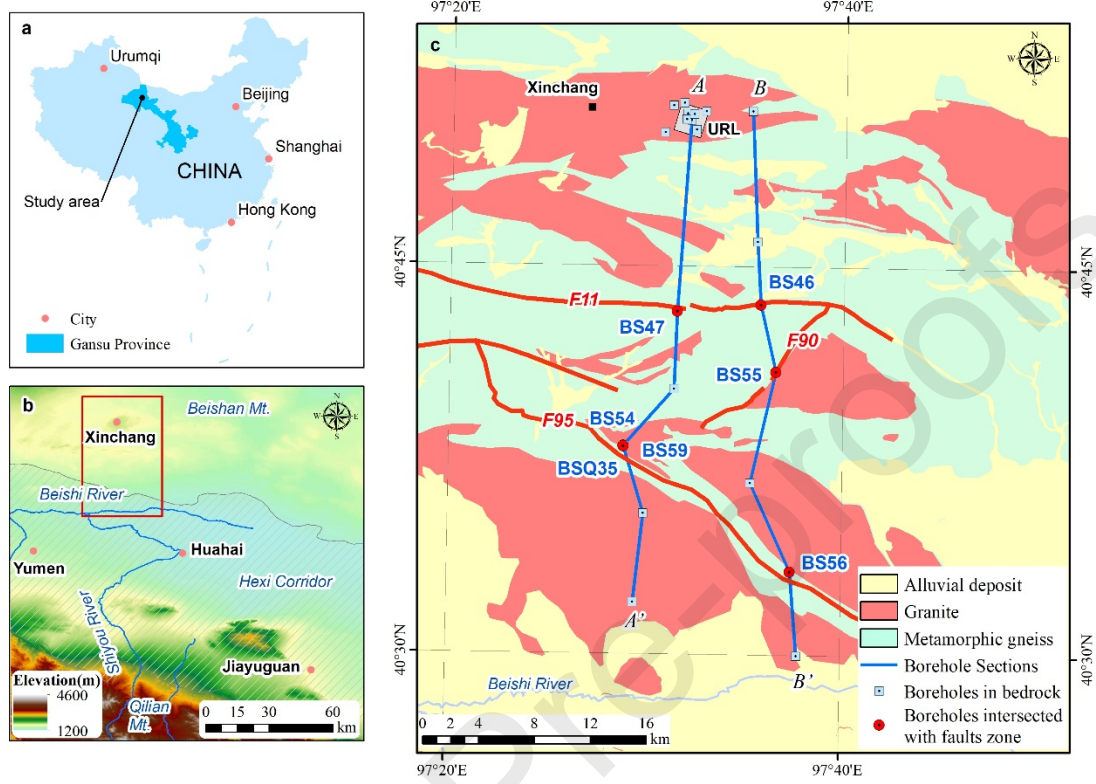 a
Urumqi
Beijing
Shanghai
CHINA
Study area
Hong Kong
City
Gansu Province
b
N
W
E
S
Beishan Mt.
Xinchang
Beishi River
Huahai
Yumen
Hexi Corridor
Shiyou River
Jiayuguan
Elevation(m)
4600
1200
Qilian
Mt.
0 15 30 60
km
97°20'E
97°40'E
c
N
W
E
S
Xinchang
A
B
URL
40°45'N
40°45'N
BS46
F11
BS47
F90
BS55
F95
BS54
BS59
BSQ35
BS56
A'
B'
40°30'N
40°30'N
Beishi River
Alluvial deposit
Granite
Metamorphic gneiss
Borehole Sections
Boreholes in bedrock
Boreholes intersected
with faults zone
0 2 4 8 12 16
km
97°20'E
97°40'E
Pre-proofs